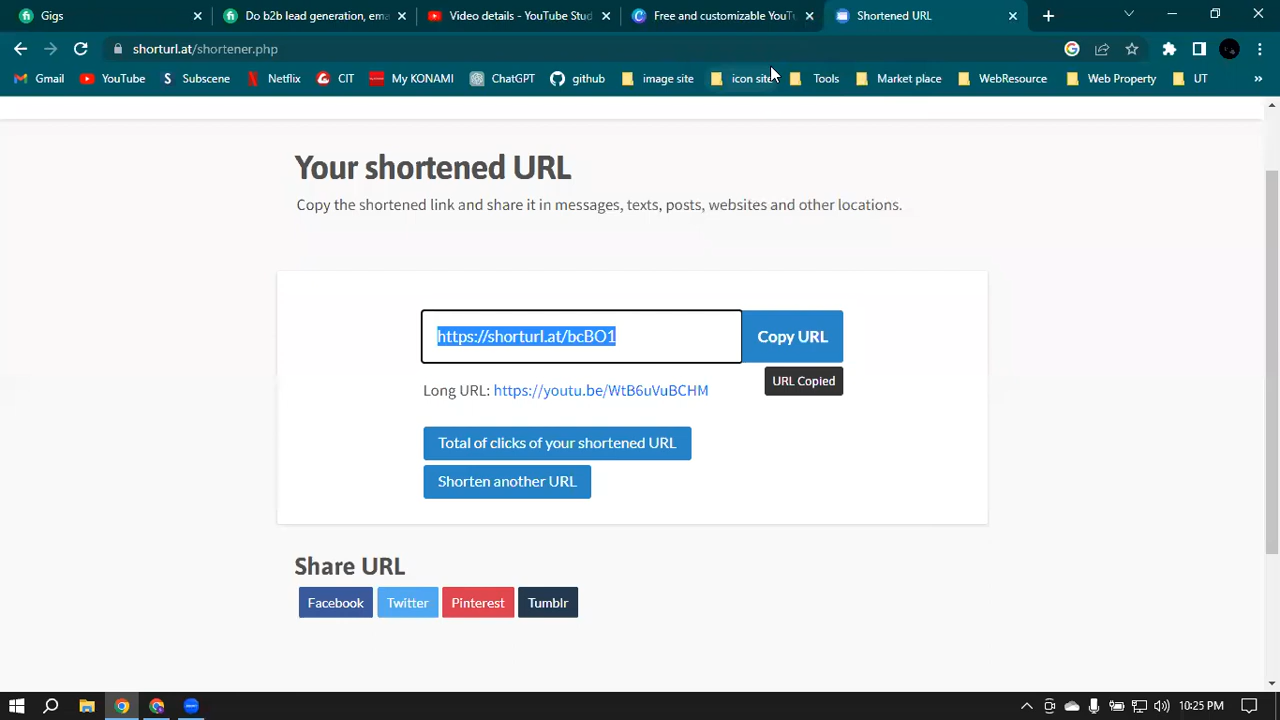 Gigs
Do b2b lead generation, ema
Video details - YouTube Stud
Free and customizable YouTu
Shortened URL
shorturl.at/shortener.php
Gmail
YouTube
Subscene
Netflix
CIT
My KONAMI
ChatGPT
github
image site
icon site
Tools
Market place
WebResource
Web Property
UT
Your shortened URL
Copy the shortened link and share it in messages, texts, posts, websites and other locations.
https://shorturl.at/bcBO1
Copy URL
URL Copied
Long URL: https://youtu.be/WtB6uVuBCHM
Total of clicks of your shortened URL
Shorten another URL
Share URL
Facebook
Twitter
Pinterest
Tumblr
10:25 PM